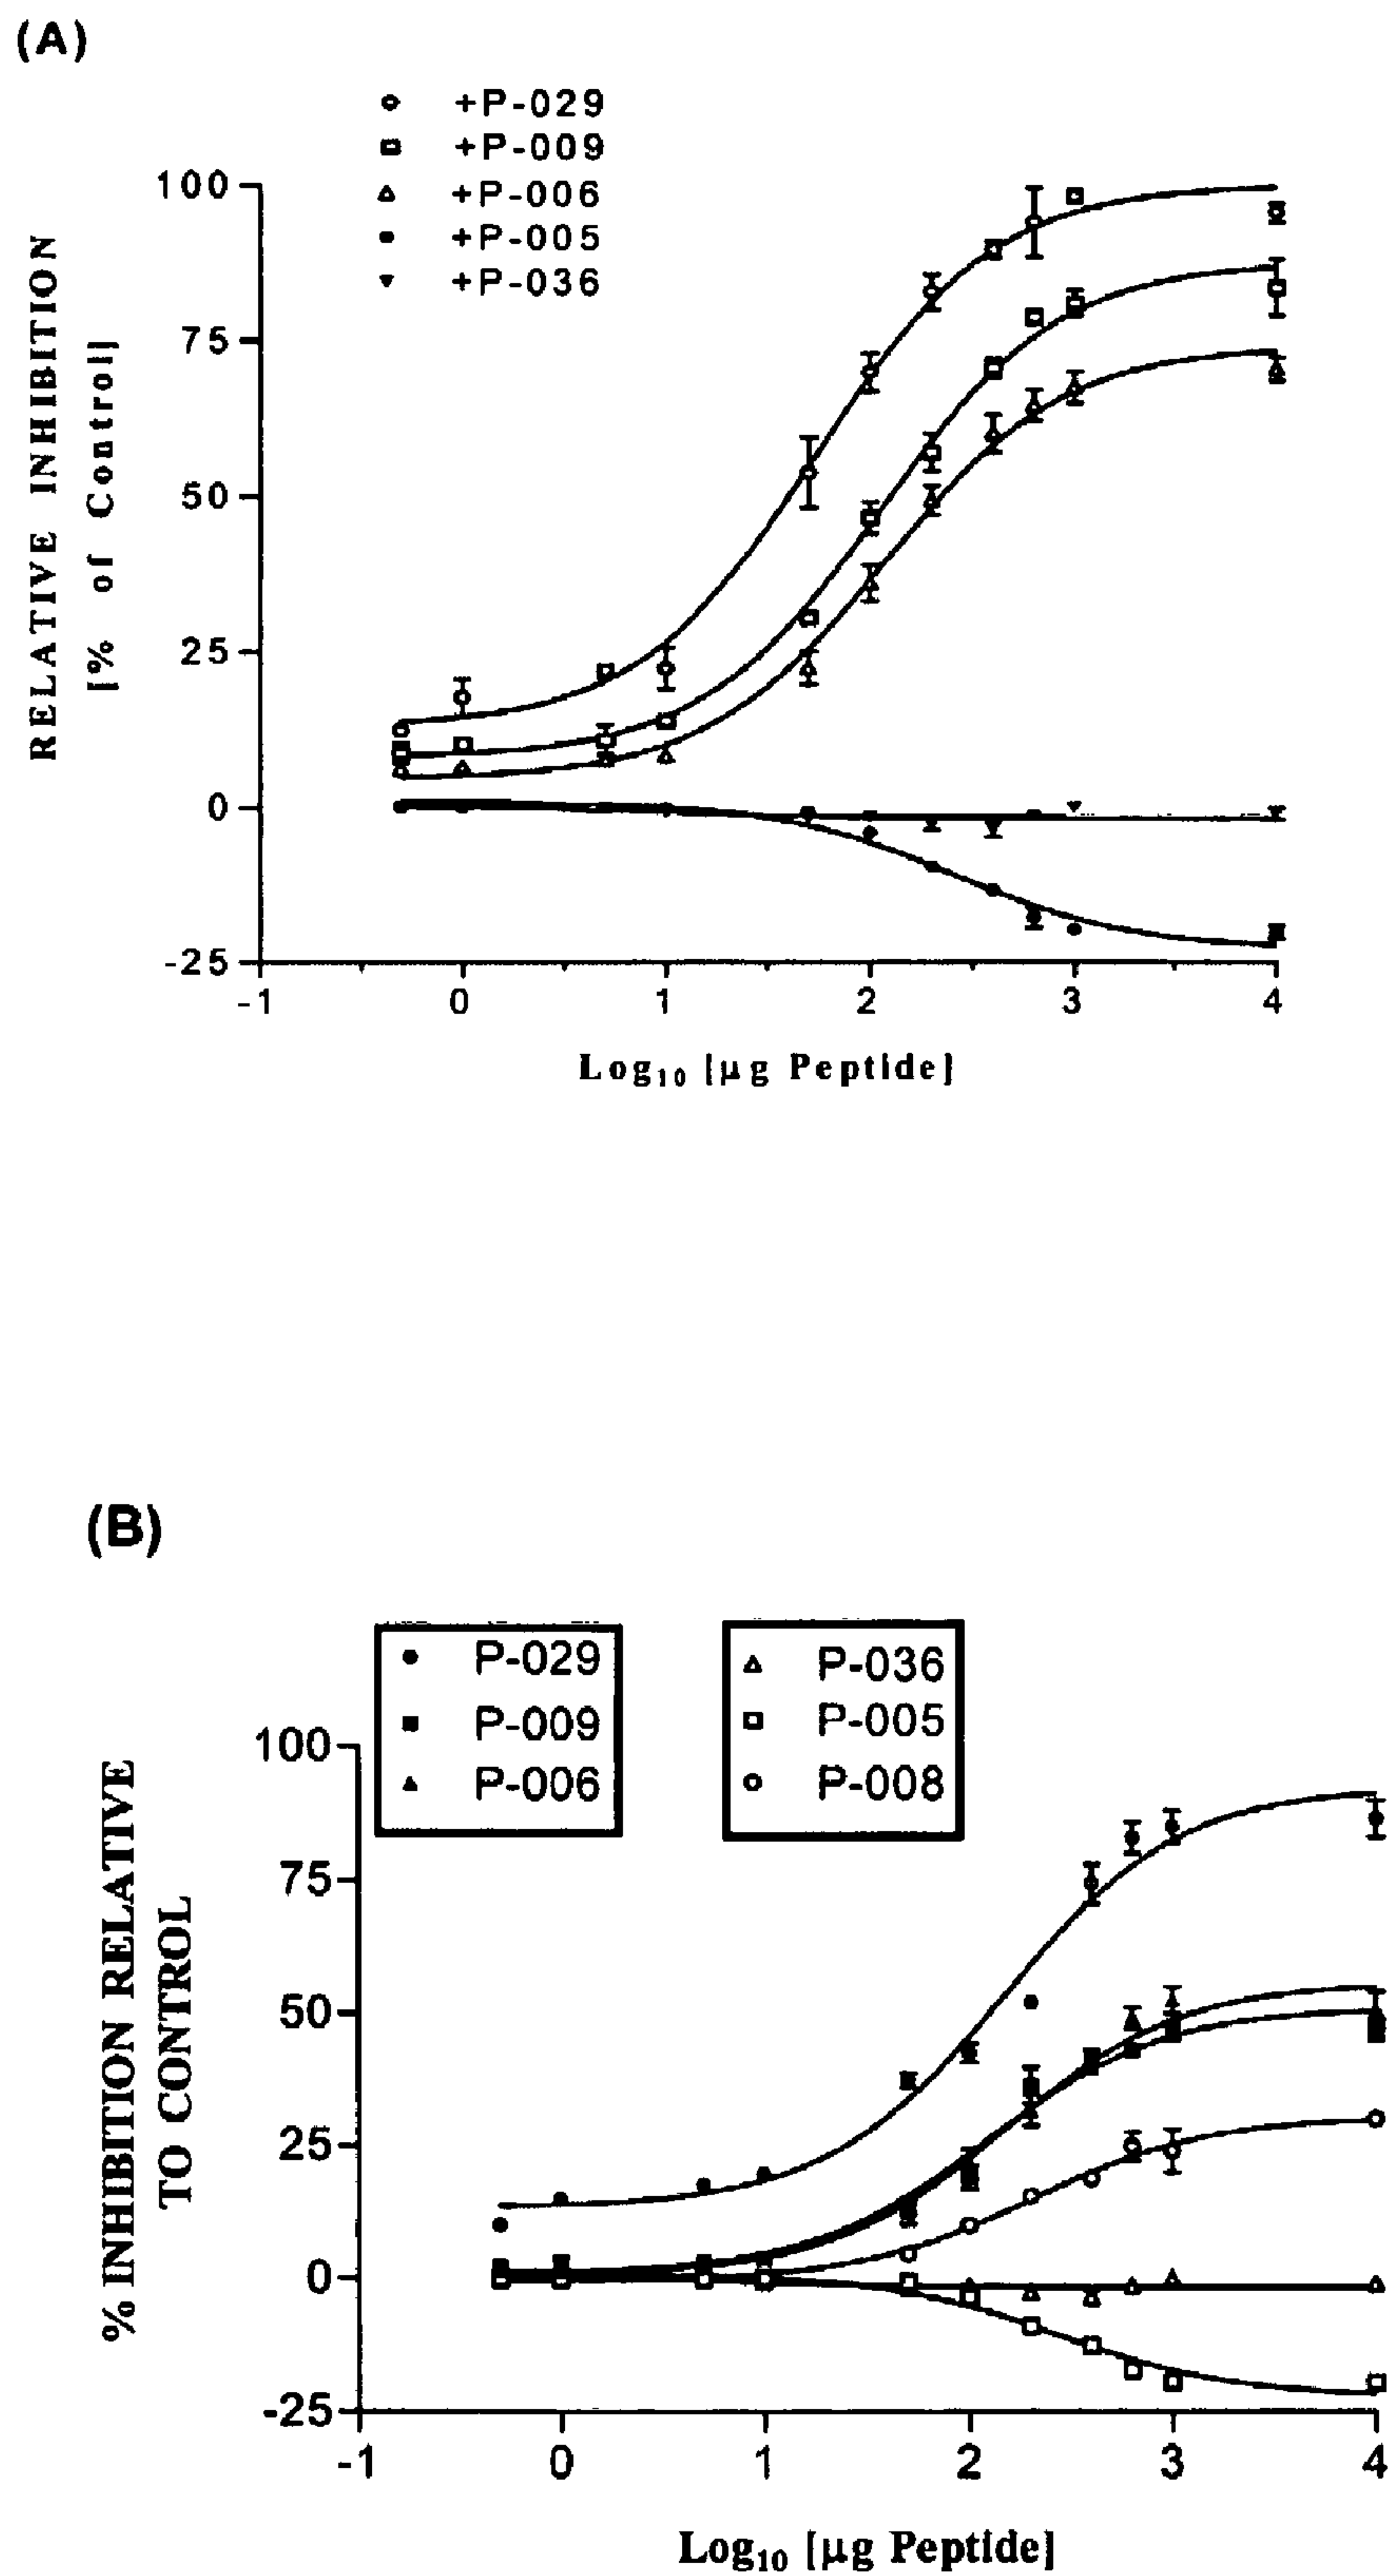 (A)
+P-029
+P-009
+P-006
+P-005
+P-036
RELATIVE INHIBITION
[% of Control]
100
75
50
25
0
-25
-1 0 1 2 3 4
Log10 [µg Peptide]
(B)
P-029
P-009
P-006
P-036
P-005
P-008
% INHIBITION RELATIVE
TO CONTROL
100
75
50
25
0
-25
-1 0 1 2 3 4
Log10 [µg Peptide]